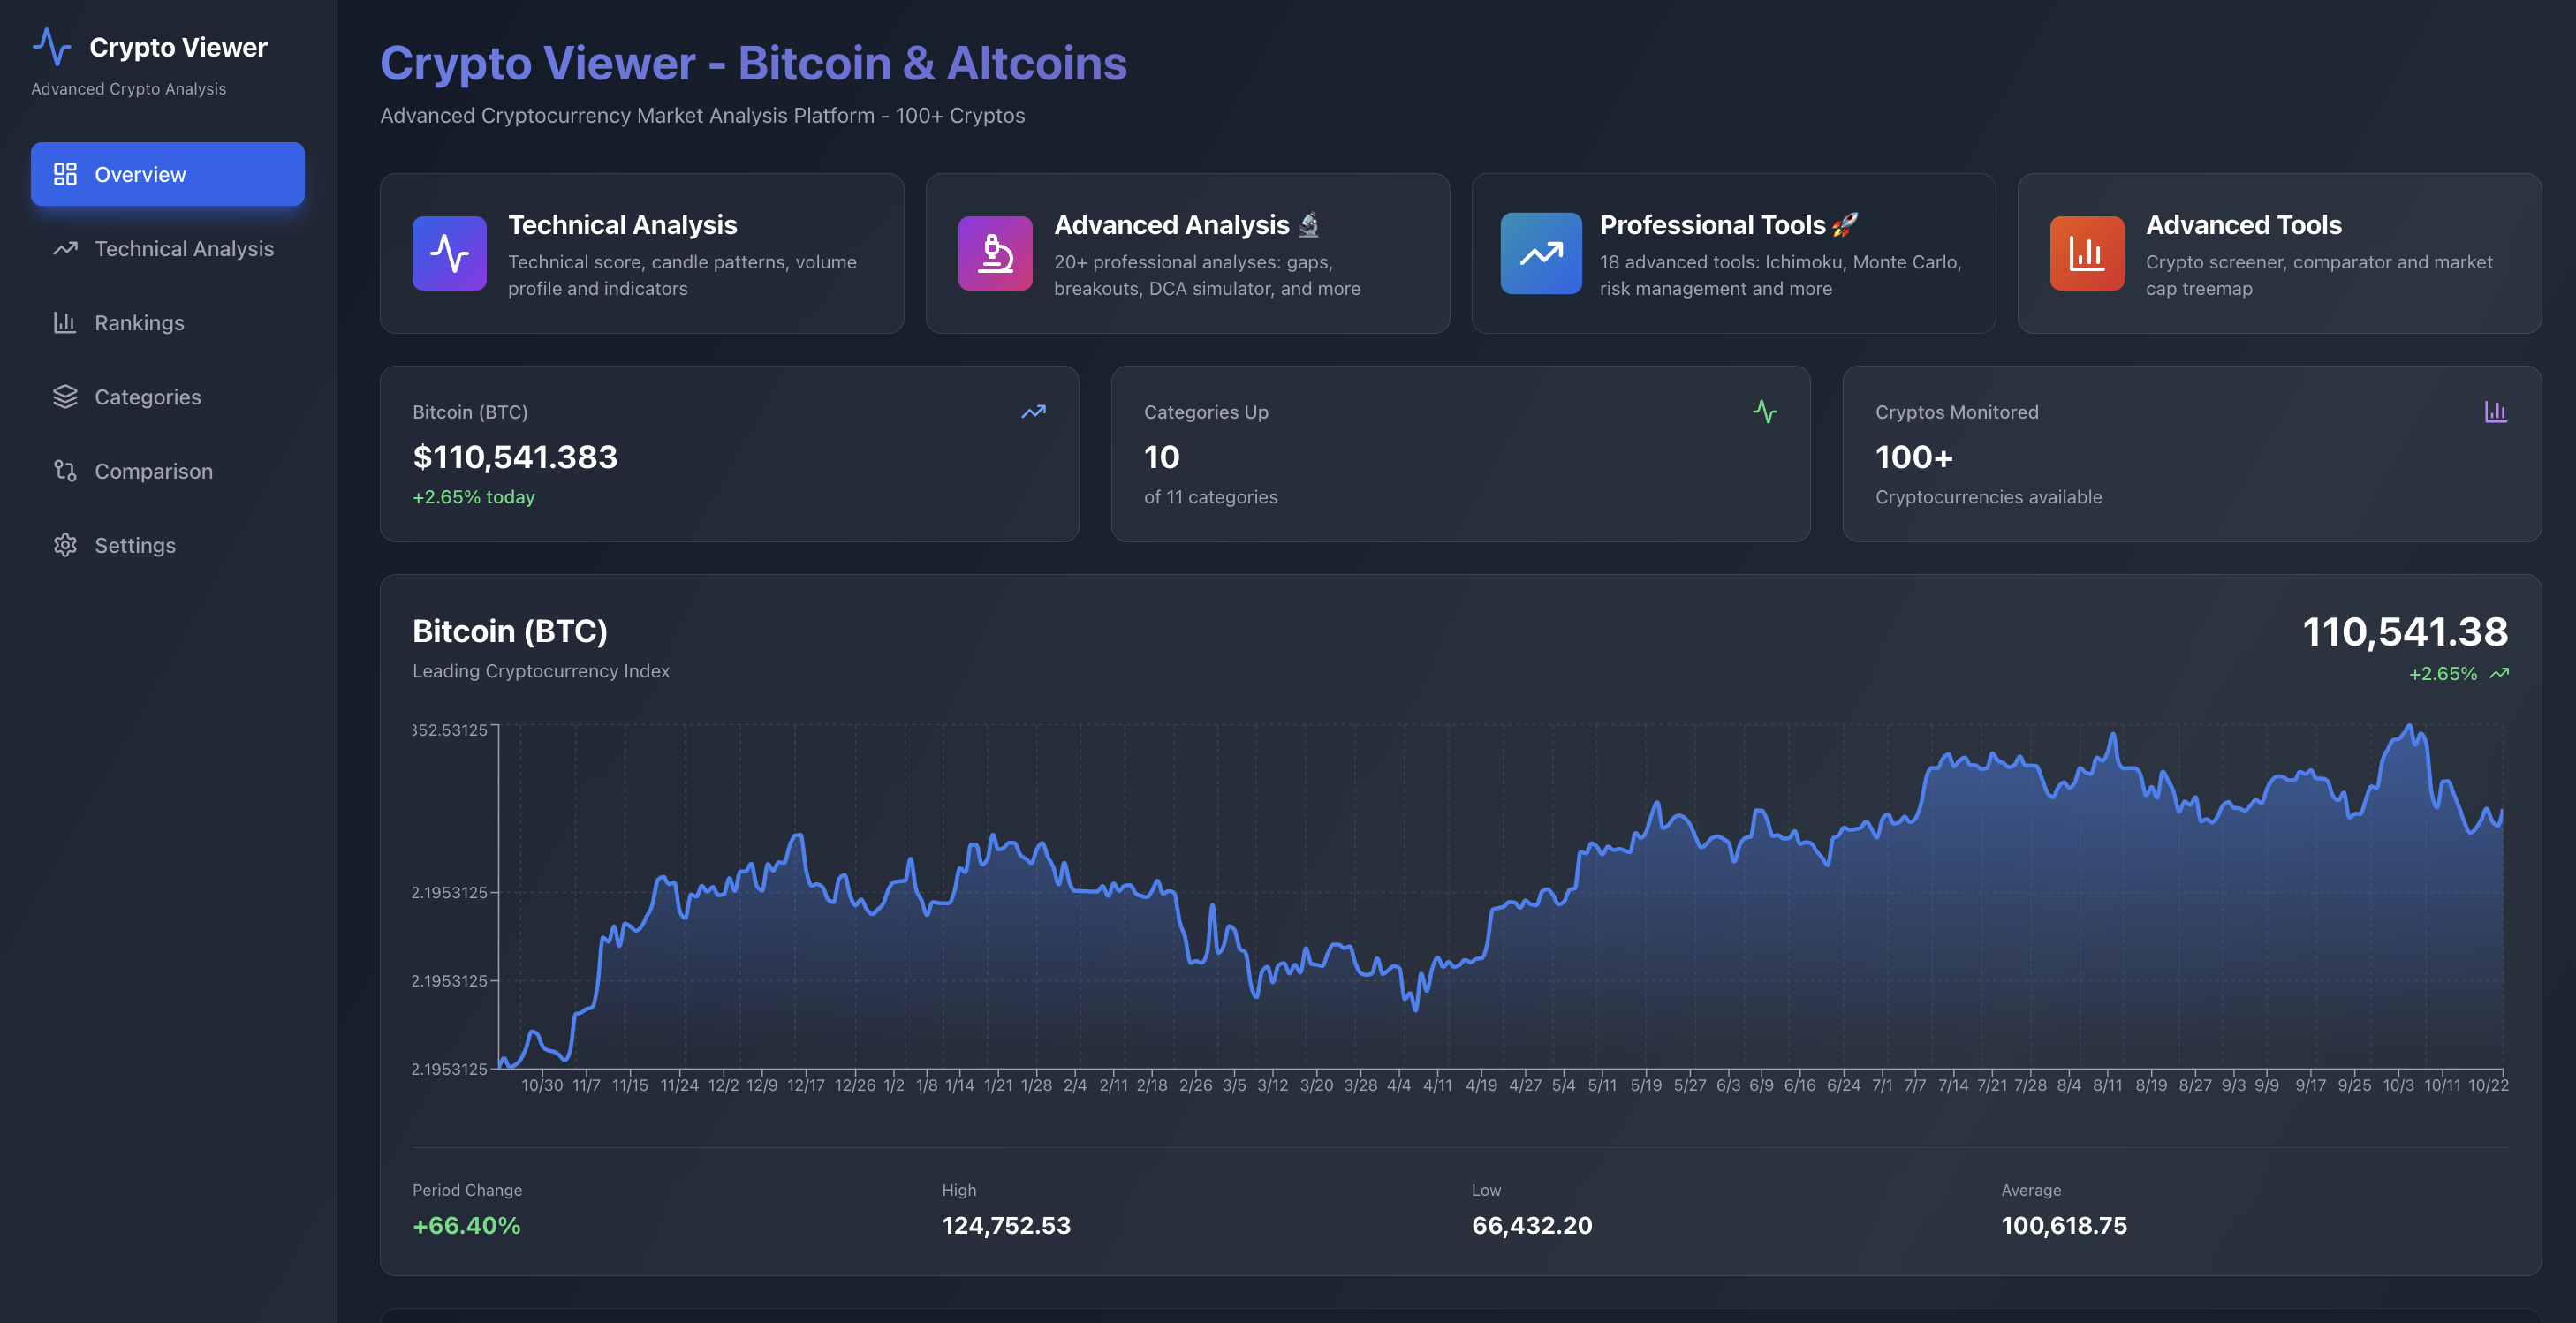 Crypto Viewer
Advanced Crypto Analysis
Overview
Technical Analysis
Rankings
Categories
Comparison
Settings
Crypto Viewer - Bitcoin & Altcoins
Advanced Cryptocurrency Market Analysis Platform - 100+ Cryptos
Technical Analysis
Technical score, candle patterns, volume
profile and indicators
Advanced Analysis 🔬
20+ professional analyses: gaps,
breakouts, DCA simulator, and more
Professional Tools 🚀
18 advanced tools: Ichimoku, Monte Carlo,
risk management and more
Advanced Tools
Crypto screener, comparator and market
cap treemap
Bitcoin (BTC)
$110,541.383
+2.65% today
Categories Up
10
of 11 categories
Cryptos Monitored
100+
Cryptocurrencies available
Bitcoin (BTC)
Leading Cryptocurrency Index
110,541.38
+2.65%
352.53125
2.1953125
2.1953125
2.1953125
10/30 11/7 11/15 11/24 12/2 12/9 12/17 12/26 1/2 1/8 1/14 1/21 1/28 2/4 2/11 2/18 2/26 3/5 3/12 3/20 3/28 4/4 4/11 4/19 4/27 5/4 5/11 5/19 5/27 6/3 6/9 6/16 6/24 7/1 7/7 7/14 7/21 7/28 8/4 8/11 8/19 8/27 9/3 9/9 9/17 9/25 10/3 10/11 10/22
Period Change
+66.40%
High
124,752.53
Low
66,432.20
Average
100,618.75